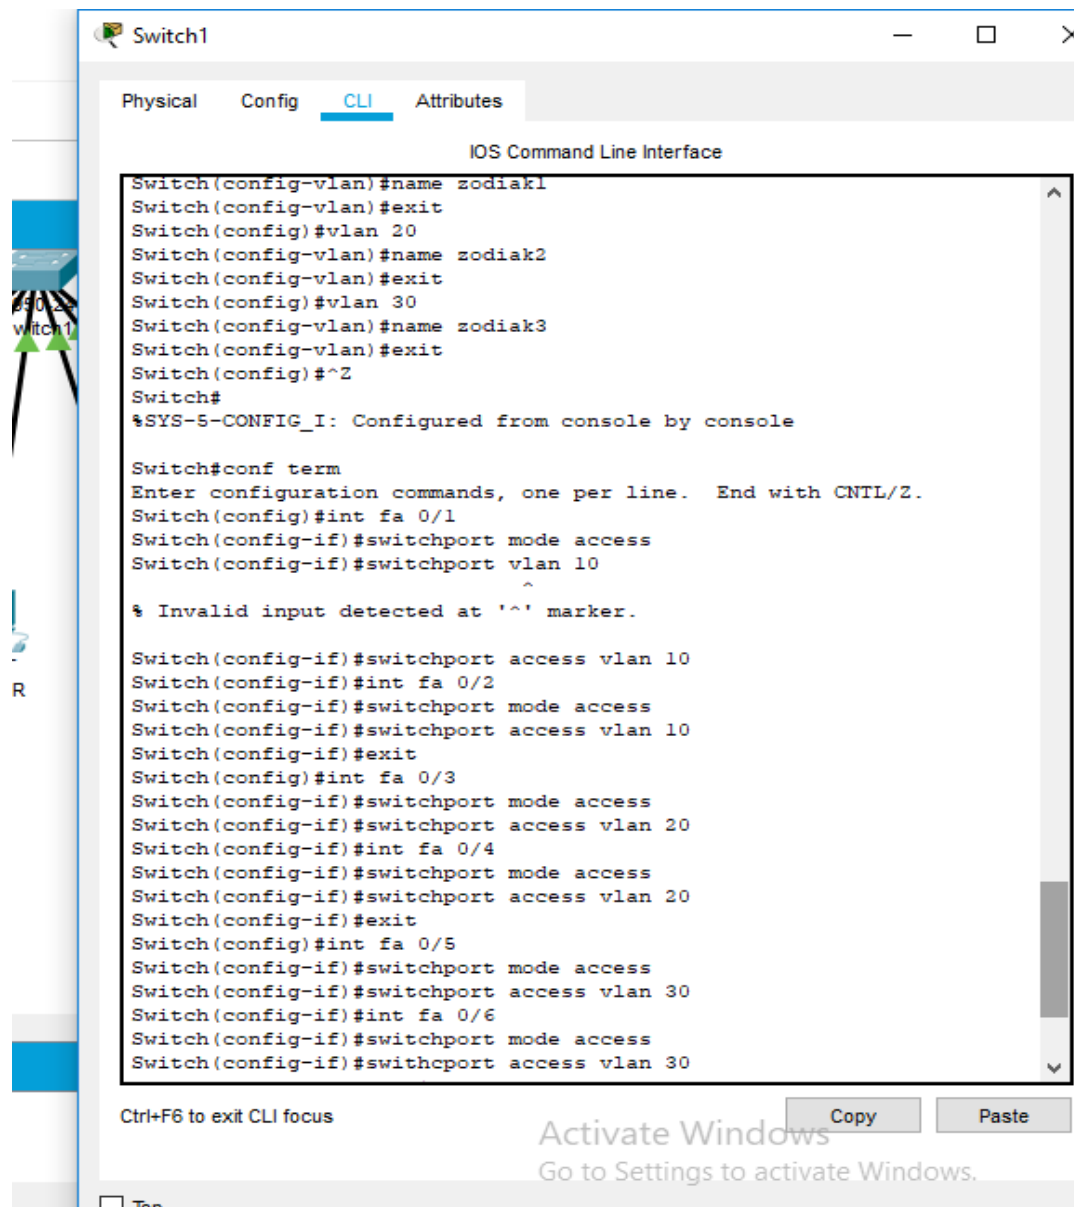 Switch1
Physical Config CLI Attributes
IOS Command Line Interface
Switch(config-vlan)#name zodiak1
Switch(config-vlan)#exit
Switch(config)#vlan 20
Switch(config-vlan)#name zodiak2
Switch(config-vlan)#exit
Switch(config)#vlan 30
Switch(config-vlan)#name zodiak3
Switch(config-vlan)#exit
Switch(config)#^Z
Switch#
%SYS-5-CONFIG_I: Configured from console by console
Switch#conf term
Enter configuration commands, one per line.  End with CNTL/Z.
Switch(config)#int fa 0/1
Switch(config-if)#switchport mode access
Switch(config-if)#switchport vlan 10
^
% Invalid input detected at '^' marker.
Switch(config-if)#switchport access vlan 10
Switch(config-if)#int fa 0/2
Switch(config-if)#switchport mode access
Switch(config-if)#switchport access vlan 10
Switch(config-if)#exit
Switch(config)#int fa 0/3
Switch(config-if)#switchport mode access
Switch(config-if)#switchport access vlan 20
Switch(config-if)#int fa 0/4
Switch(config-if)#switchport mode access
Switch(config-if)#switchport access vlan 20
Switch(config-if)#exit
Switch(config)#int fa 0/5
Switch(config-if)#switchport mode access
Switch(config-if)#switchport access vlan 30
Switch(config-if)#int fa 0/6
Switch(config-if)#switchport mode access
Switch(config-if)#swithcport access vlan 30
Ctrl+F6 to exit CLI focus
Copy Paste
Activate Windows
Go to Settings to activate Windows.
witch1
R